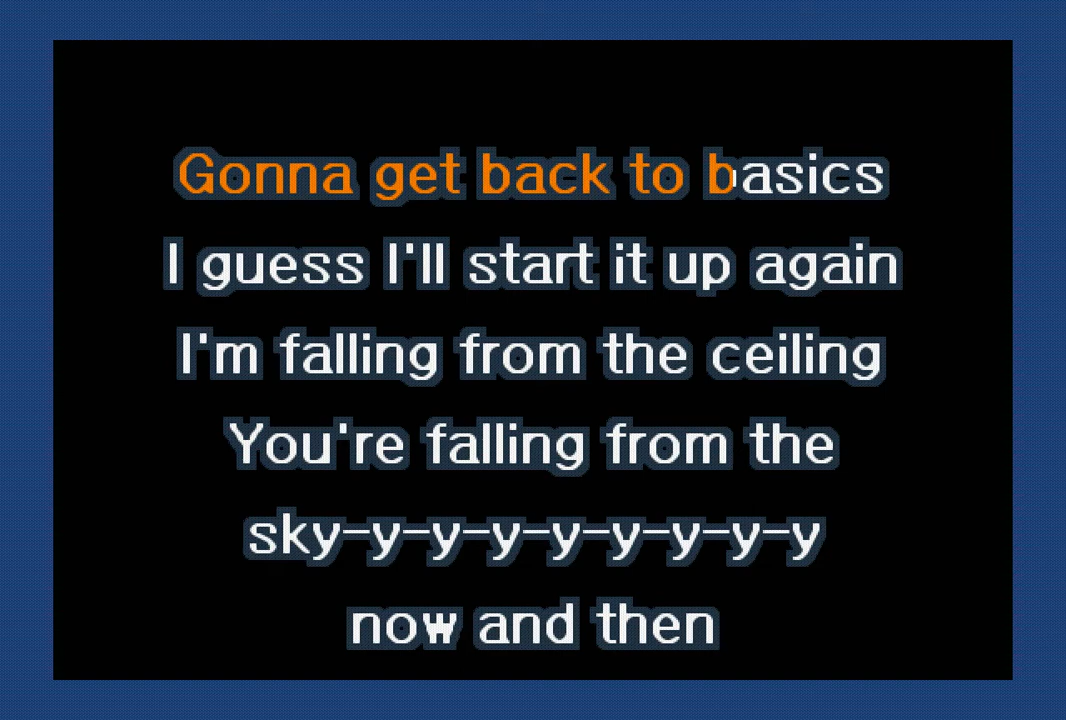 Gonna get back to basics
I guess I'll start it up again
I'm falling from the ceiling
You're falling from the
sky-y-y-y-y-y-y-y-y
now and then